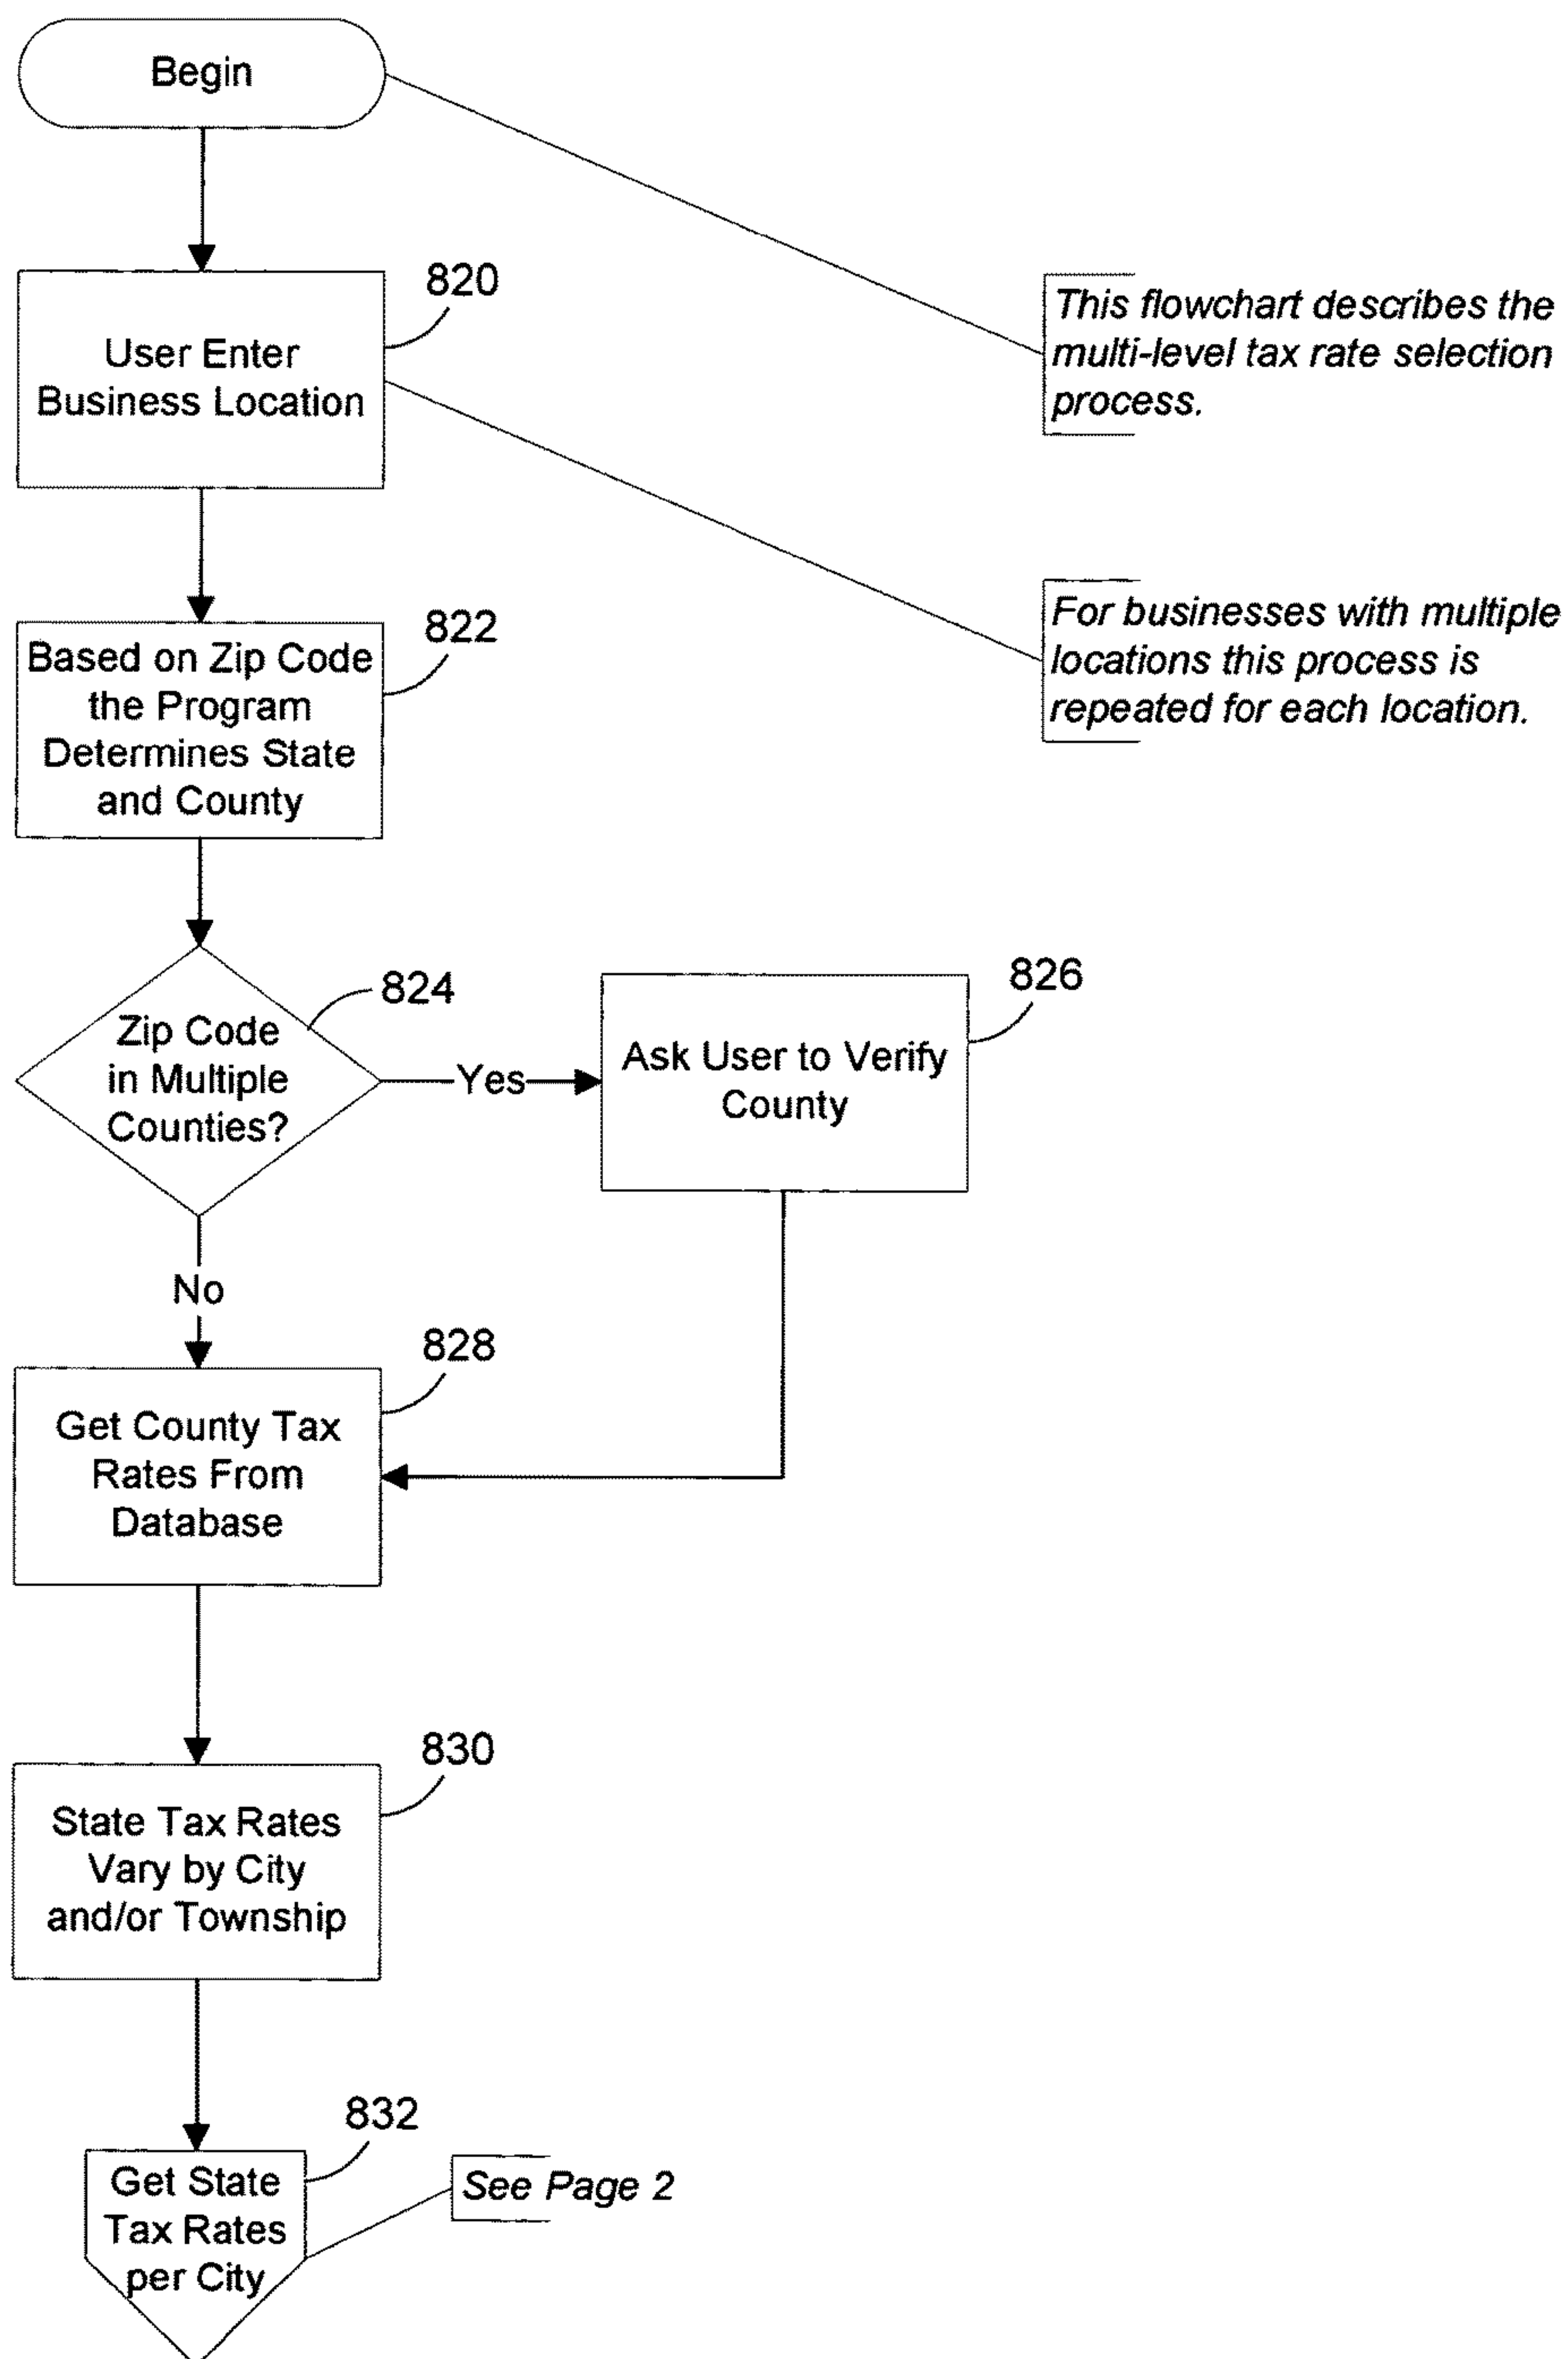 Begin
820
User Enter
Business Location
This flowchart describes the
multi-level tax rate selection
process.
For businesses with multiple
locations this process is
repeated for each location.
822
Based on Zip Code
the Program
Determines State
and County
824
Zip Code
in Multiple
Counties?
Yes
826
Ask User to Verify
County
No
828
Get County Tax
Rates From
Database
830
State Tax Rates
Vary by City
and/or Township
832
Get State
Tax Rates
per City
See Page 2